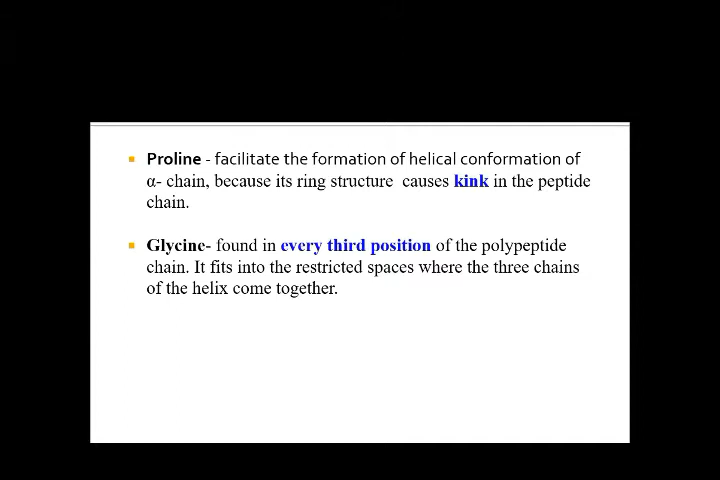 Proline - facilitate the formation of helical conformation of
α- chain, because its ring structure causes kink in the peptide
chain.
Glycine- found in every third position of the polypeptide
chain. It fits into the restricted spaces where the three chains
of the helix come together.